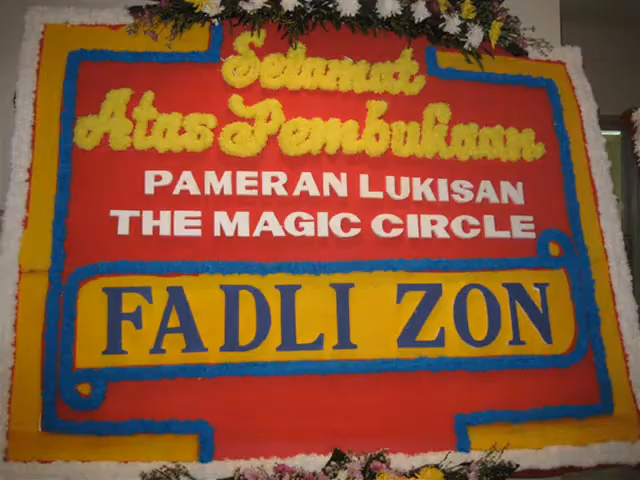 Selamat
Atas Pembukaan
PAMERAN LUKISAN
THE MAGIC CIRCLE
FADLI ZON